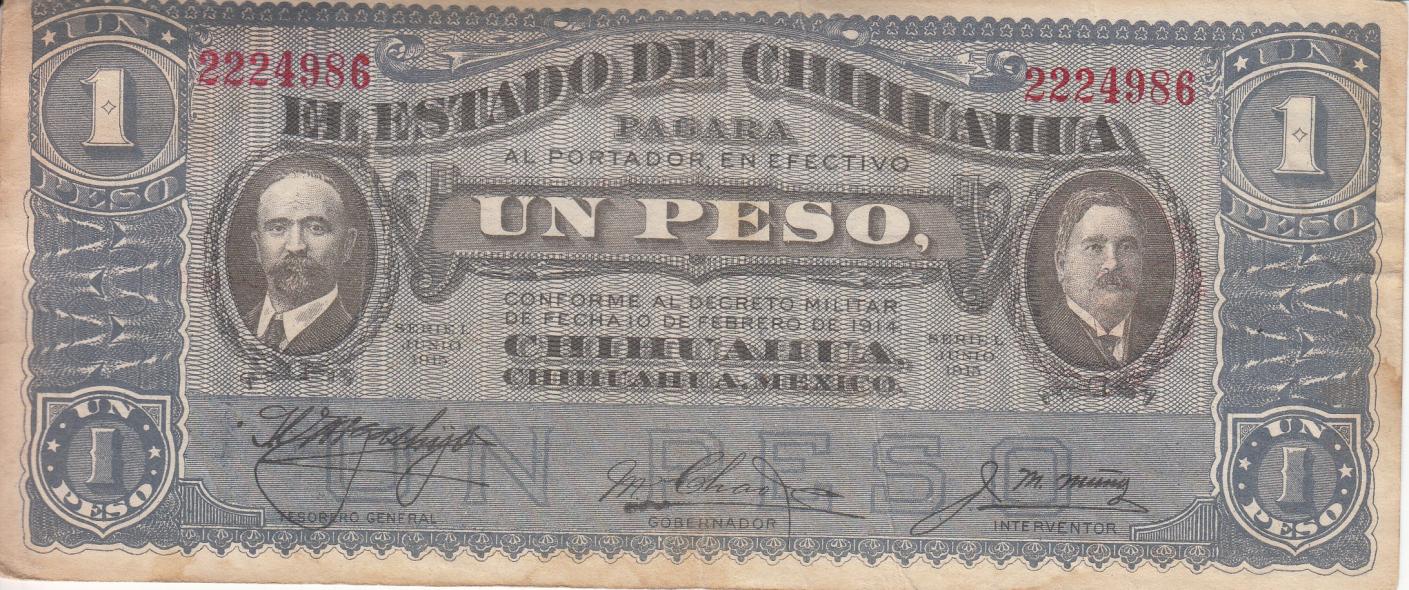 UN
1
PESO
2224986
2224986
UN
1
PESO
EL ESTADO DE CHIHUAHUA
PAGARA
AL PORTADOR, EN EFECTIVO
UN PESO,
CONFORME AL DECRETO MILITAR
DE FECHA 10 DE FEBRERO DE 1914
CHIHUAHUA,
CHIHUAHUA, MEXICO.
SERIE L
JUNIO
1915
SERIE L
JUNIO
1915
UN
1
PESO
UN PESO
M Chao
J. M. Muñoz
TESORERO GENERAL
GOBERNADOR
INTERVENTOR
UN
1
PESO